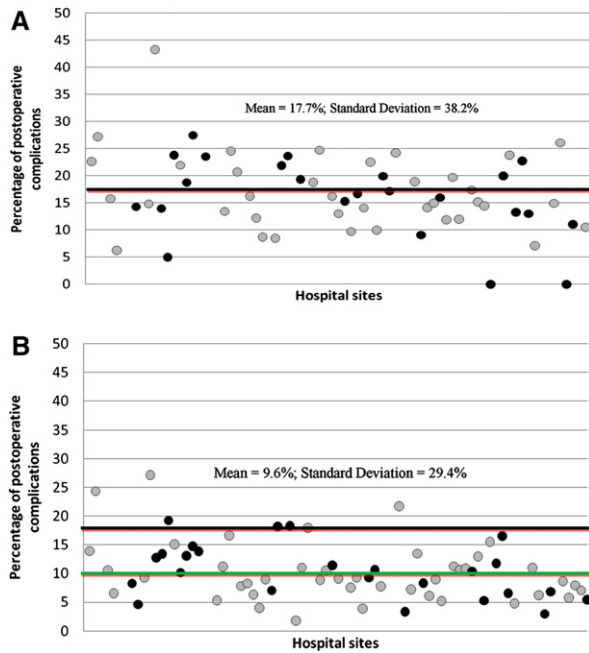 A
Percentage of postoperative
complications
50
45
40
35
30
25
20
15
10
5
0
Mean = 17.7%; Standard Deviation = 38.2%
Hospital sites
B
Percentage of postoperative
complications
50
45
40
35
30
25
20
15
10
5
0
Mean = 9.6%; Standard Deviation = 29.4%
Hospital sites